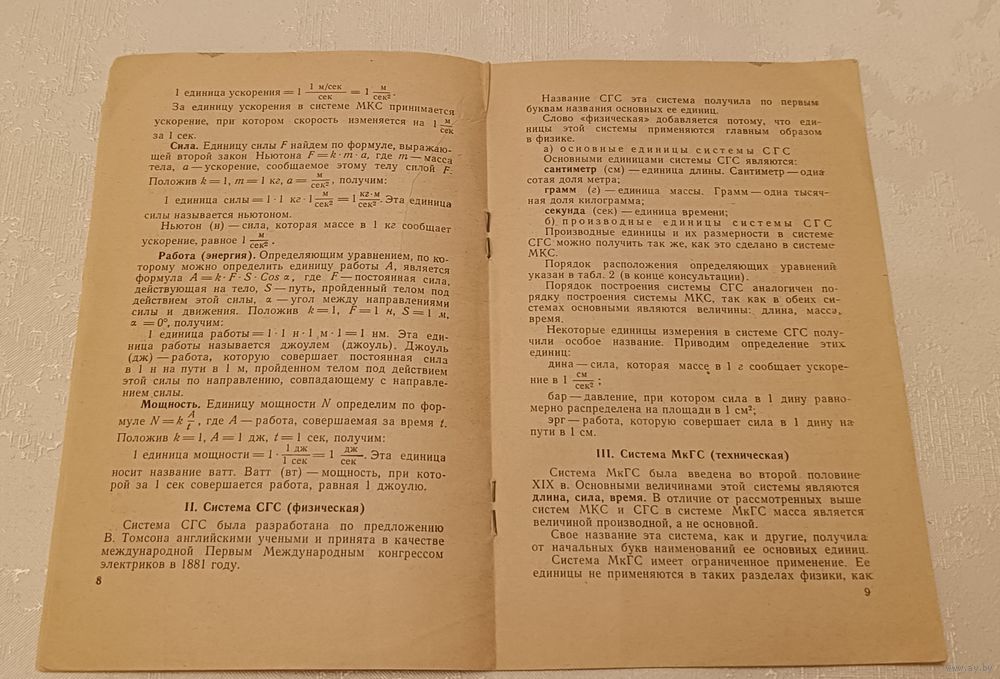 1 единица ускорения = 1 1 м/сек / сек = 1 м/сек².
За единицу ускорения в системе МКС принимается
ускорение, при котором скорость изменяется на 1 м/сек
за 1 сек.
Сила. Единицу силы F найдем по формуле, выражаю-
щей второй закон Ньютона F = k·m·a, где m — масса
тела, a — ускорение, сообщаемое этому телу силой F.
Положив k = 1, m = 1 кг, a = м/сек², получим:
1 единица силы = 1·1 кг·1 м/сек² = 1 кг·м/сек². Эта единица
силы называется ньютоном.
Ньютон (н) — сила, которая массе в 1 кг сообщает
ускорение, равное 1 м/сек².
Работа (энергия). Определяющим уравнением, по ко-
торому можно определить единицу работы A, является
формула A = k·F·S·Cos α, где F — постоянная сила,
действующая на тело, S — путь, пройденный телом под
действием этой силы, α — угол между направлениями
силы и движения. Положив k = 1, F = 1 н, S = 1 м,
α = 0°, получим:
1 единица работы = 1·1 н·1 м·1 = 1 нм. Эта еди-
ница работы называется джоулем (джоуль). Джоуль
(дж) — работа, которую совершает постоянная сила
в 1 н на пути в 1 м, пройденном телом под действием
этой силы по направлению, совпадающему с направле-
нием силы.
Мощность. Единицу мощности N определим по фор-
муле N = k A/t, где A — работа, совершаемая за время t.
Положив k = 1, A = 1 дж, t = 1 сек, получим:
1 единица мощности = 1· 1 дж/1 сек = 1 дж/сек. Эта единица
носит название ватт. Ватт (вт) — мощность, при кото-
рой за 1 сек совершается работа, равная 1 джоулю.
II. Система СГС (физическая)
Система СГС была разработана по предложению
В. Томсона английскими учеными и принята в качестве
международной Первым Международным конгрессом
электриков в 1881 году.
8
Название СГС эта система получила по первым
буквам названия основных ее единиц.
Слово «физическая» добавляется потому, что еди-
ницы этой системы применяются главным образом
в физике.
а) основные единицы системы СГС
Основными единицами системы СГС являются:
сантиметр (см) — единица длины. Сантиметр — одна
сотая доля метра;
грамм (г) — единица массы. Грамм — одна тысяч-
ная доля килограмма;
секунда (сек) — единица времени;
б) производные единицы системы СГС
Производные единицы и их размерности в системе
СГС можно получить так же, как это сделано в системе
МКС.
Порядок расположения определяющих уравнений
указан в табл. 2 (в конце консультации).
Порядок построения системы СГС аналогичен по-
рядку построения системы МКС, так как в обеих си-
стемах основными являются величины: длина, масса,
время.
Некоторые единицы измерения в системе СГС полу-
чили особое название. Приводим определение этих
единиц:
дина — сила, которая массе в 1 г сообщает ускоре-
ние в 1 см/сек²;
бар — давление, при котором сила в 1 дину равно-
мерно распределена на площади в 1 см²;
эрг — работа, которую совершает сила в 1 дину на
пути в 1 см.
III. Система МкГС (техническая)
Система МкГС была введена во второй половине
XIX в. Основными величинами этой системы являются
длина, сила, время. В отличие от рассмотренных выше
систем МКС и СГС в системе МкГС масса является
величиной производной, а не основной.
Свое название эта система, как и другие, получила
от начальных букв наименований ее основных единиц.
Система МкГС имеет ограниченное применение. Ее
единицы не применяются в таких разделах физики, как
9
www.ay.by